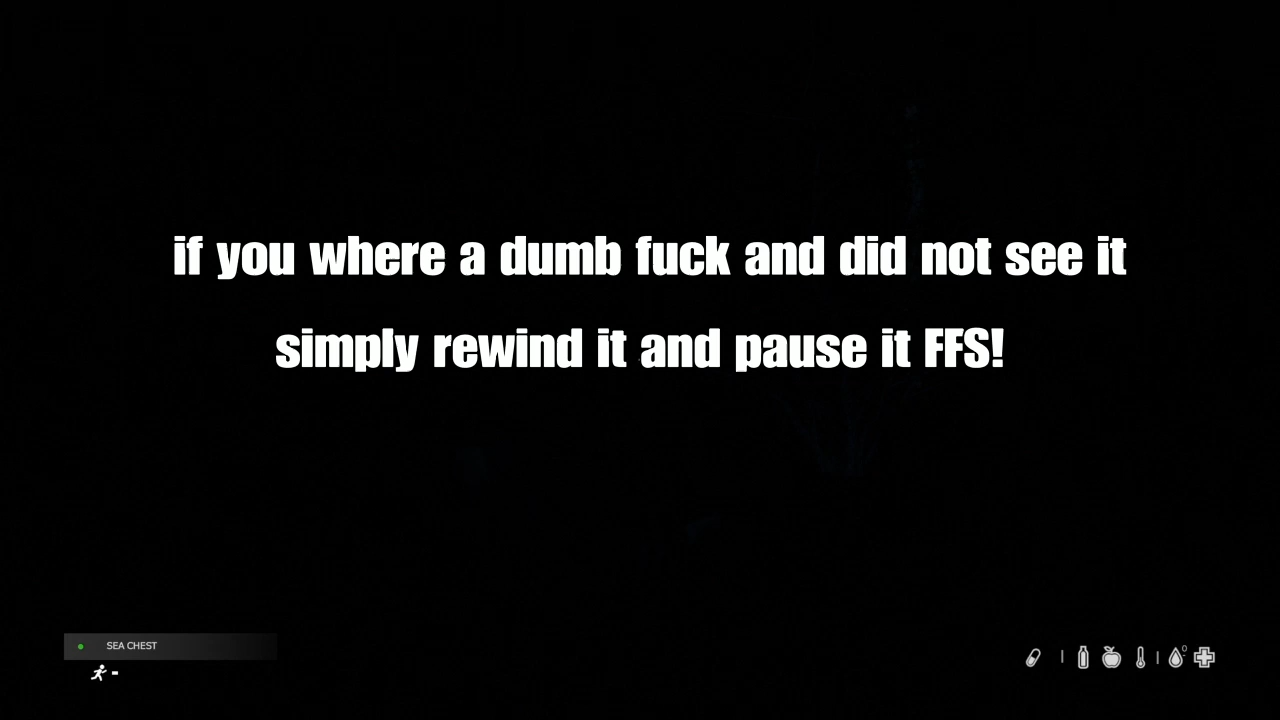 if you where a dumb fuck and did not see it
simply rewind it and pause it FFS!
SEA CHEST
0